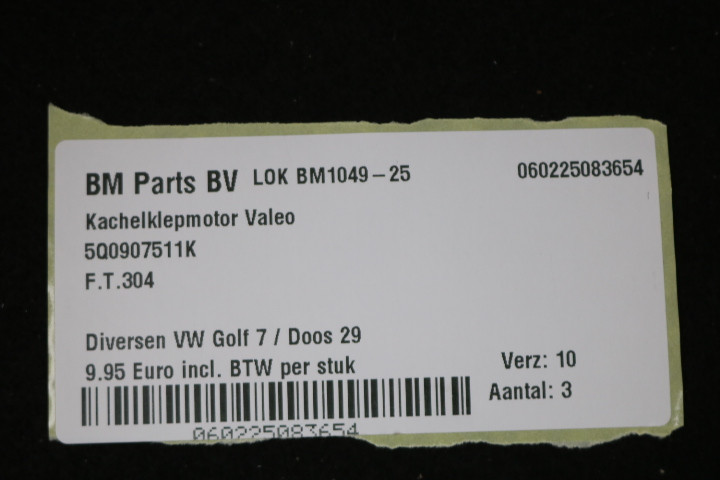 BM Parts BV LOK BM1049-25 060225083654
Kachelklepmotor Valeo
5Q0907511K
F.T.304
Diversen VW Golf 7 / Doos 29
9.95 Euro incl. BTW per stuk Verz: 10
Aantal: 3
060225083654